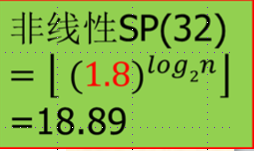 非线性SP(32)
= ⌊ (1.8)^{log₂n}⌋
=18.89